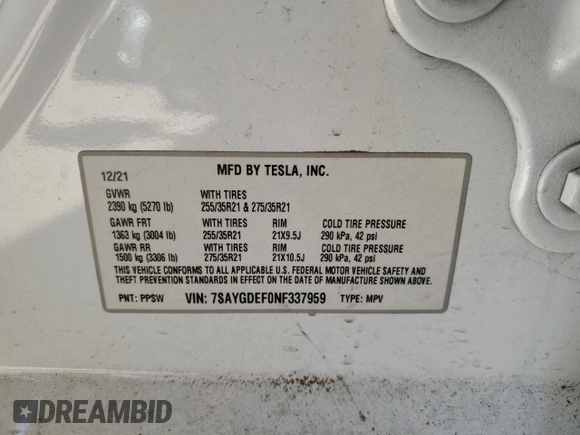 12/21 MFD BY TESLA, INC.
GVWR WITH TIRES
2390 kg (5270 lb) 255/35R21 & 275/35R21
GAWR FRT WITH TIRES RIM COLD TIRE PRESSURE
1363 kg (3004 lb) 255/35R21 21X9.5J 290 kPa, 42 psi
GAWR RR WITH TIRES RIM COLD TIRE PRESSURE
1500 kg (3306 lb) 275/35R21 21X10.5J 290 kPa, 42 psi
THIS VEHICLE CONFORMS TO ALL APPLICABLE U.S. FEDERAL MOTOR VEHICLE SAFETY AND
THEFT PREVENTION STANDARDS IN EFFECT ON THE DATE OF MANUFACTURE SHOWN ABOVE.
PNT: PPSW VIN: 7SAYGDEF0NF337959 TYPE: MPV
DREAMBID